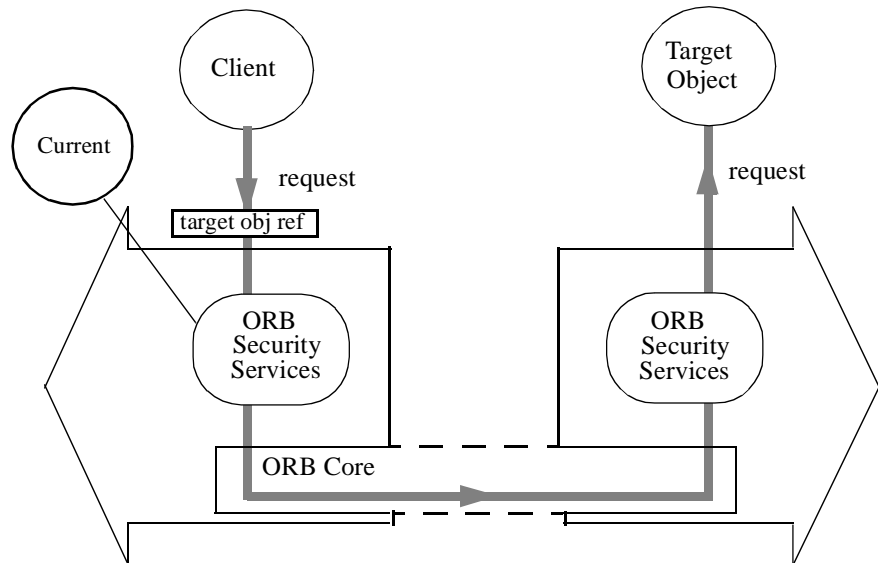 Client
Target
Object
Current
request
request
target obj ref
ORB
Security
Services
ORB
Security
Services
ORB Core